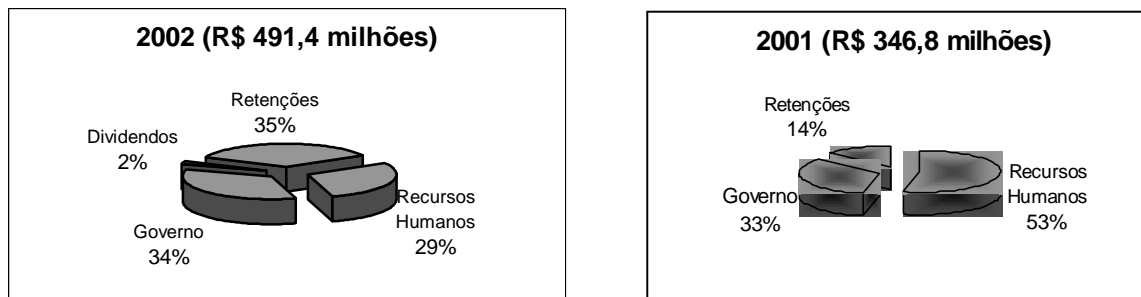 2002 (R$ 491,4 milhões)
Retenções
35%
Dividendos
2%
Recursos
Humanos
29%
Governo
34%
2001 (R$ 346,8 milhões)
Retenções
14%
Recursos
Humanos
53%
Governo
33%